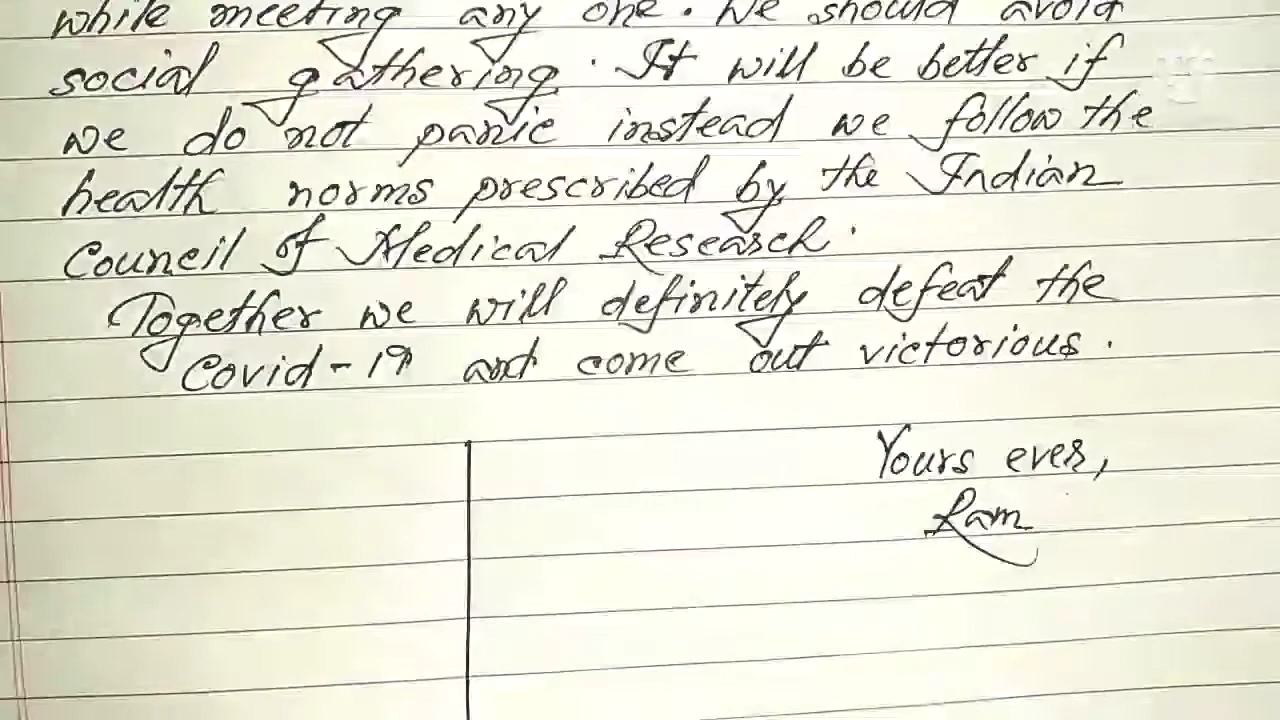 while meeting any one. We should avoid
social gathering. It will be better if
we do not panic instead we follow the
health norms prescribed by the Indian
Council of Medical Research.
Together we will definitely defeat the
Covid-19 and come out victorious.
Yours ever,
Ram